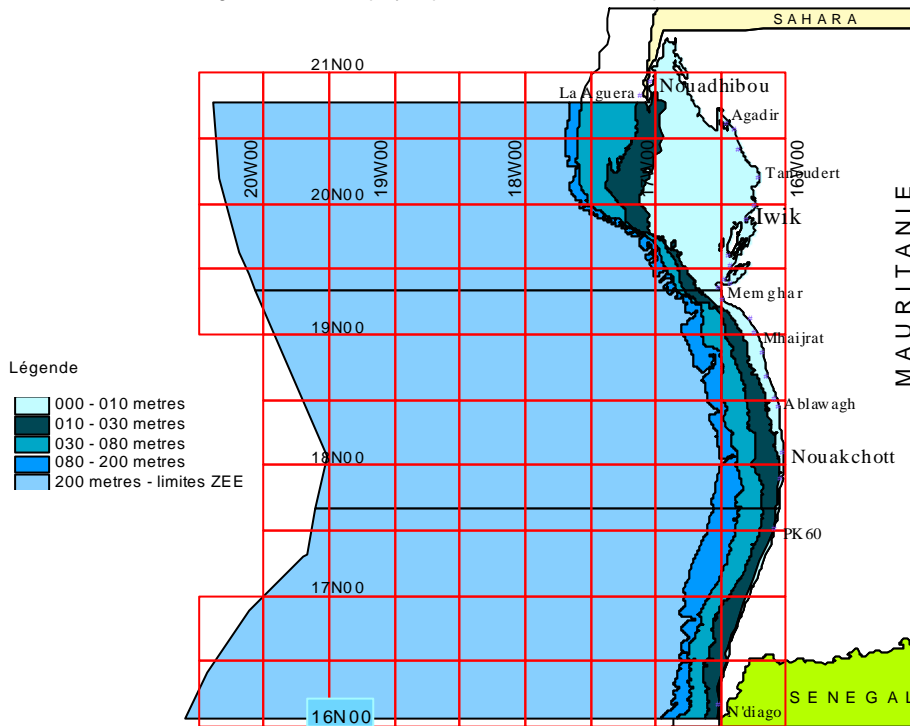 SAHARA
21N00
La Aguera
Nouadhibou
Agadir
20W00
19W00
18W00
17W00
16W00
Tanoudert
20N00
Iwik
MAURITANIE
Memghar
19N00
Mhaijrat
Légende
000 - 010 metres
010 - 030 metres
030 - 080 metres
080 - 200 metres
200 metres - limites ZEE
Ablawagh
18N00
Nouakchott
PK60
17N00
SENEGAL
16N00
N'diago